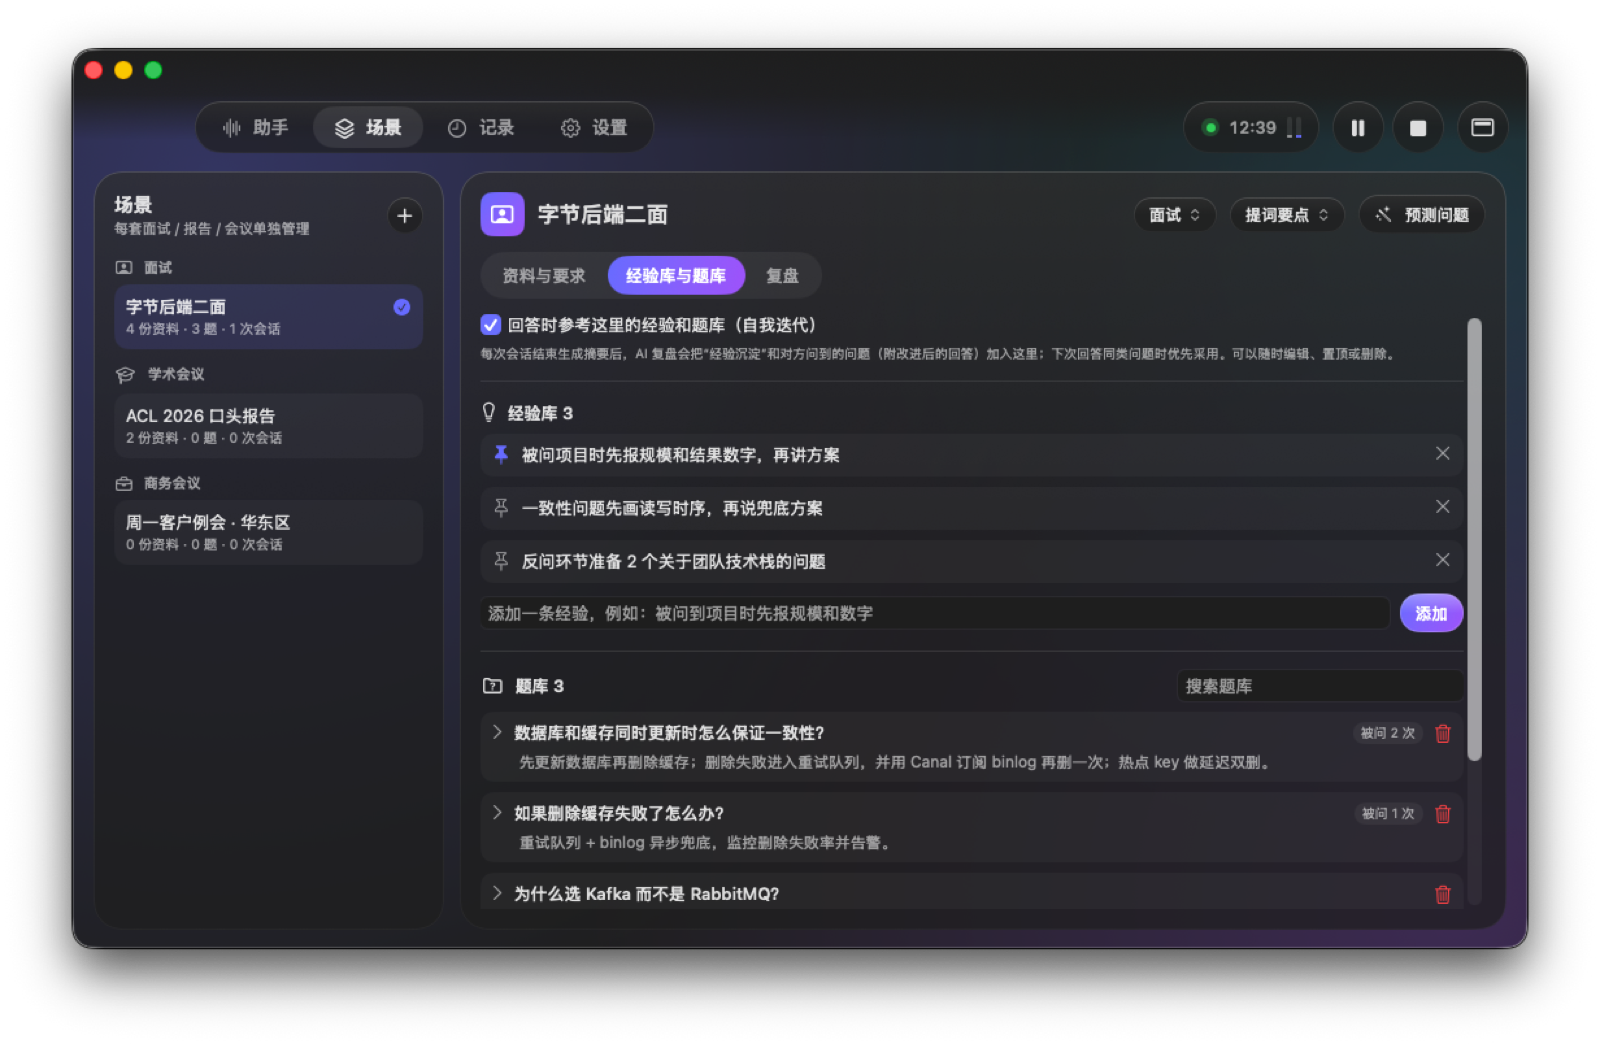 助手
场景
记录
设置
12:39
场景
每套面试 / 报告 / 会议单独管理
面试
字节后端二面
4 份资料 · 3 题 · 1 次会话
学术会议
ACL 2026 口头报告
2 份资料 · 0 题 · 0 次会话
商务会议
周一客户例会 · 华东区
0 份资料 · 0 题 · 0 次会话
字节后端二面
面试
提词要点
预测问题
资料与要求
经验库与题库
复盘
回答时参考这里的经验和题库（自我迭代）
每次会话结束生成摘要后，AI 复盘会把“经验沉淀”和对方问到的问题（附改进后的回答）加入这里；下次回答同类问题时优先采用。可以随时编辑、置顶或删除。
经验库 3
被问项目时先报规模和结果数字，再讲方案
一致性问题先画读写时序，再说兜底方案
反问环节准备 2 个关于团队技术栈的问题
添加一条经验，例如：被问到项目时先报规模和数字
添加
题库 3
搜索题库
数据库和缓存同时更新时怎么保证一致性？
被问 2 次
先更新数据库再删除缓存；删除失败进入重试队列，并用 Canal 订阅 binlog 再删一次；热点 key 做延迟双删。
如果删除缓存失败了怎么办？
被问 1 次
重试队列 + binlog 异步兜底，监控删除失败率并告警。
为什么选 Kafka 而不是 RabbitMQ？